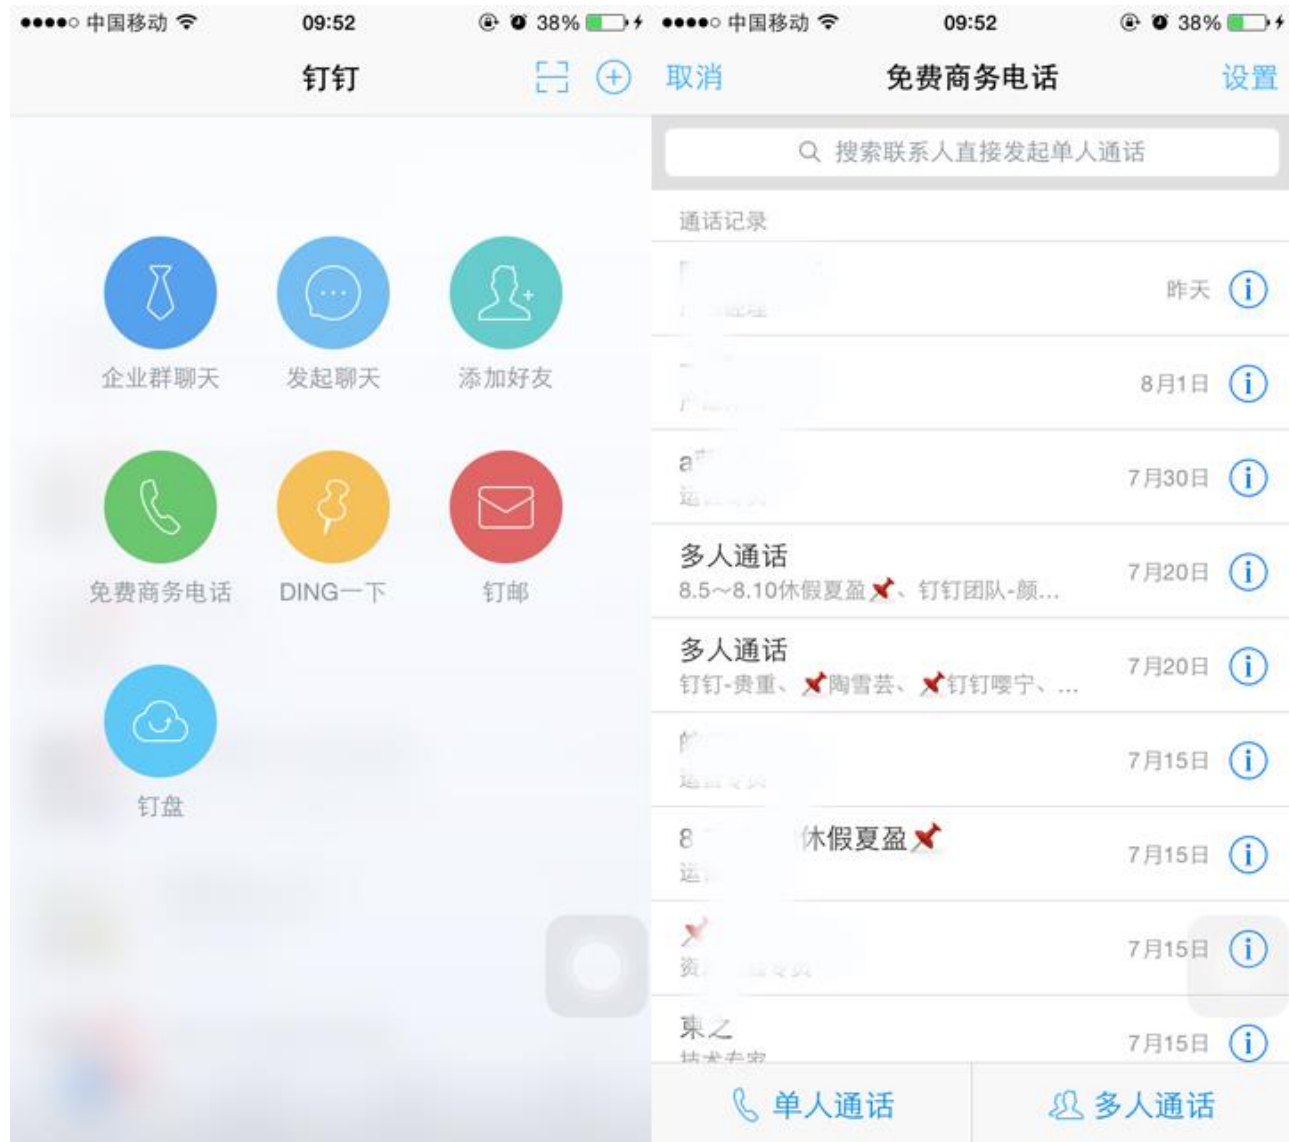 中国移动 09:52 38%
钉钉
企业群聊天 发起聊天 添加好友
免费商务电话 DING一下 钉邮
钉盘
中国移动 09:52 38%
取消 免费商务电话 设置
搜索联系人直接发起单人通话
通话记录
昨天
8月1日
a
7月30日
多人通话
8.5～8.10休假夏盈、钉钉团队-颜...
7月20日
多人通话
钉钉-贵重、陶雪芸、钉钉嘤宁、...
7月20日
7月15日
8 休假夏盈
7月15日
7月15日
東之
技术专家
7月15日
单人通话 多人通话